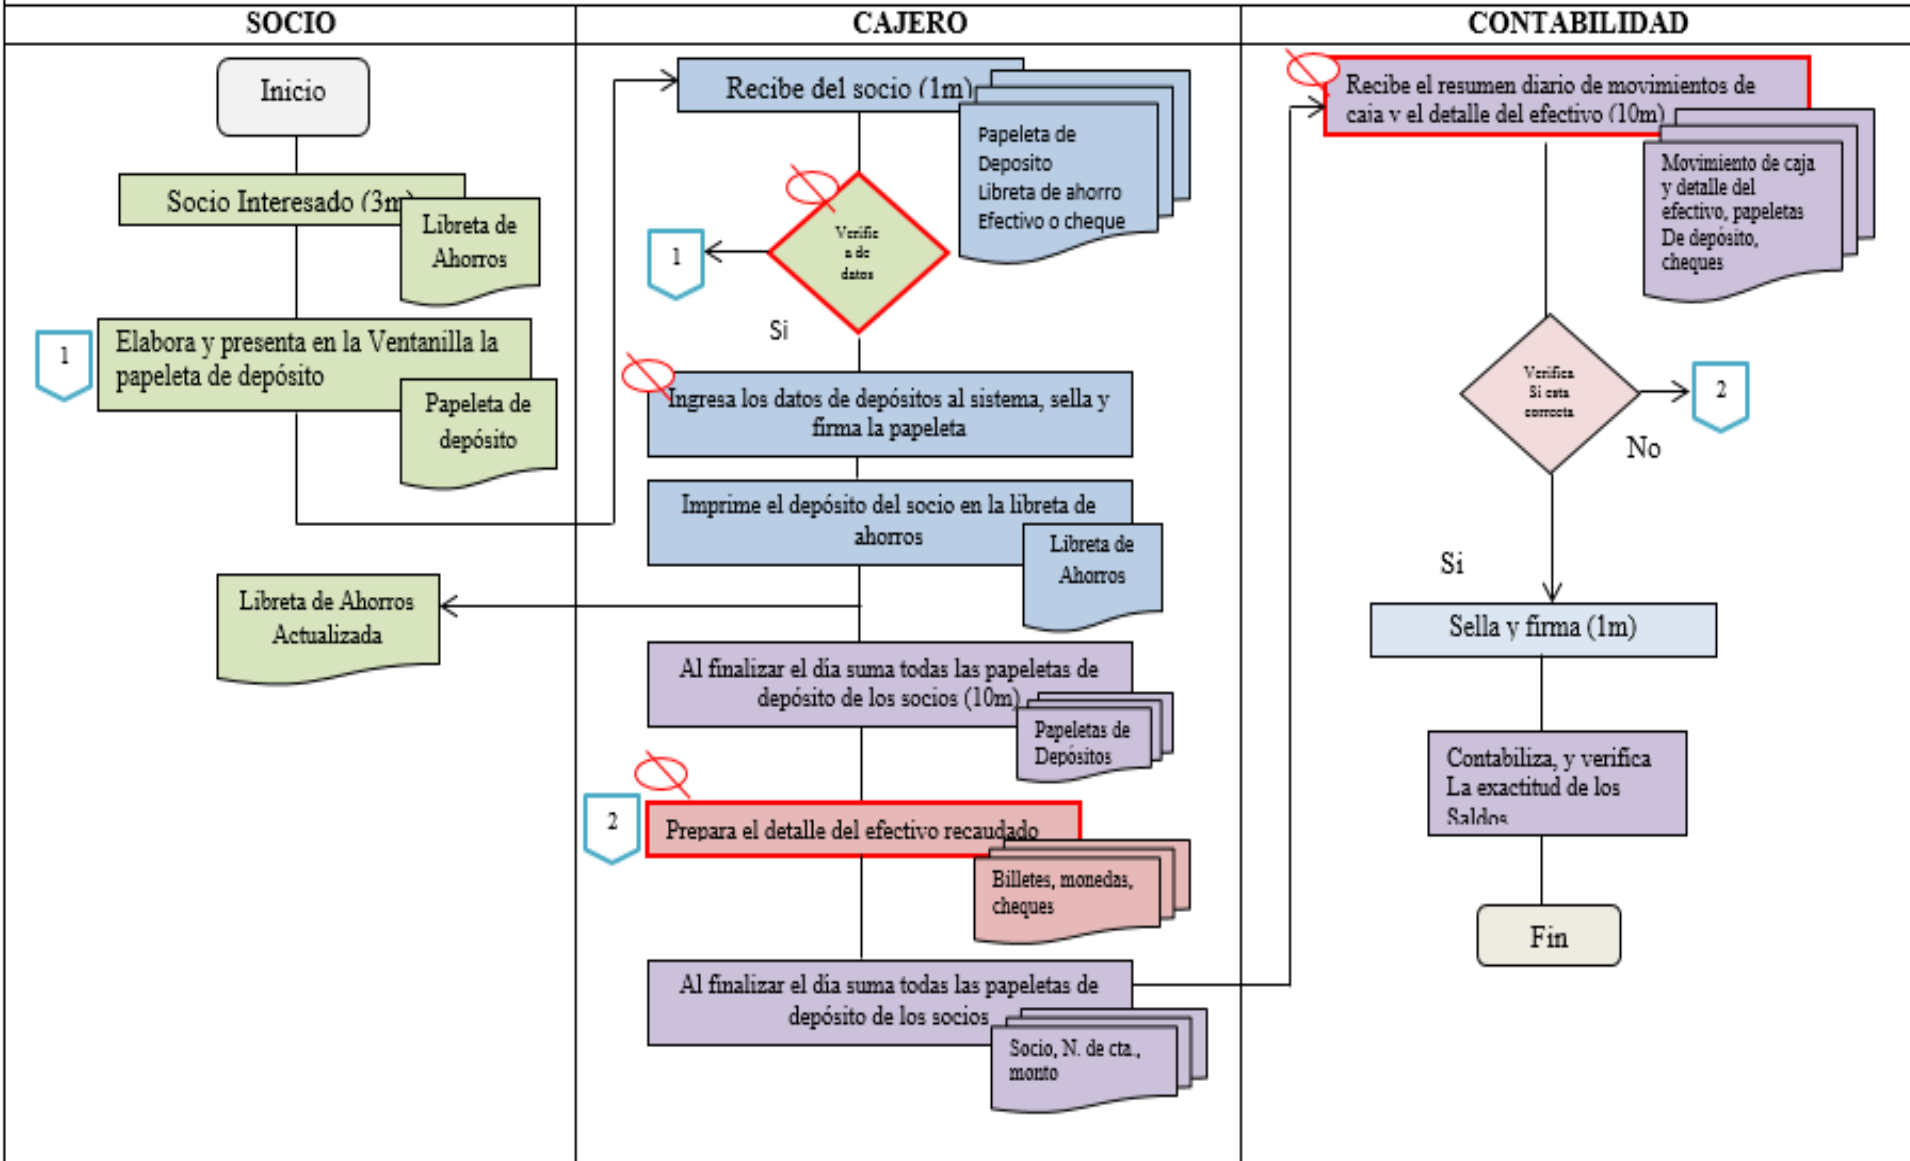 SOCIO
CAJERO
CONTABILIDAD
Inicio
Socio Interesado (3m)
Libreta de
Ahorros
1
Elabora y presenta en la Ventanilla la
papeleta de depósito
Papeleta de
depósito
Libreta de Ahorros
Actualizada
Recibe del socio (1m)
Papeleta de
Deposito
Libreta de ahorro
Efectivo o cheque
Verific
a de
datos
1
Si
Ingresa los datos de depósitos al sistema, sella y
firma la papeleta
Imprime el depósito del socio en la libreta de
ahorros
Libreta de
Ahorros
Al finalizar el día suma todas las papeletas de
depósito de los socios (10m)
Papeletas de
Depósitos
2
Prepara el detalle del efectivo recaudado
Billetes, monedas,
cheques
Al finalizar el día suma todas las papeletas de
depósito de los socios
Socio, N. de cta.,
monto
Recibe el resumen diario de movimientos de
caja y el detalle del efectivo (10m)
Movimiento de caja
y detalle del
efectivo, papeletas
De depósito,
cheques
Verifica
Si esta
correcta
2
No
Si
Sella y firma (1m)
Contabiliza, y verifica
La exactitud de los
Saldos
Fin